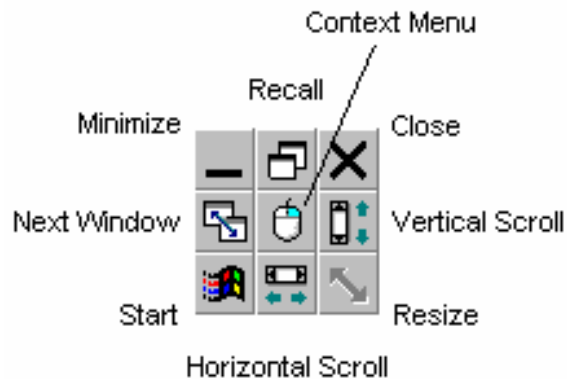 Context Menu
Recall
Minimize
Close
Next Window
Vertical Scroll
Start
Resize
Horizontal Scroll